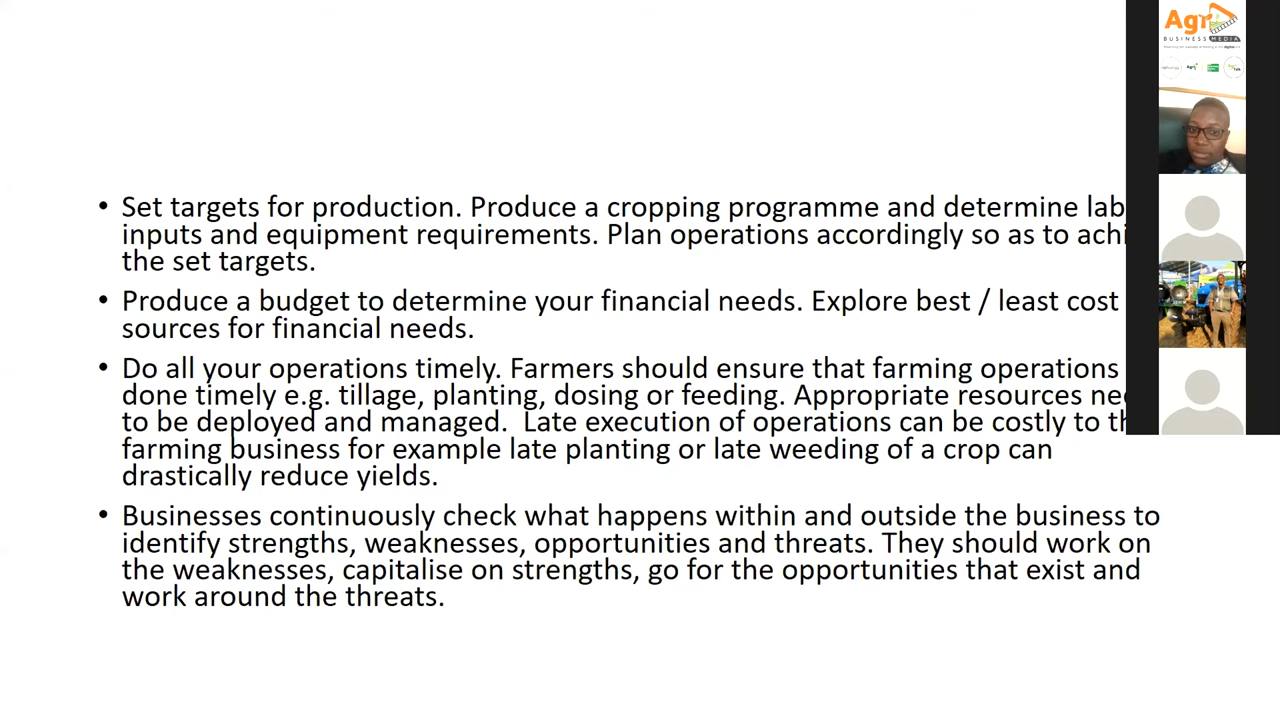 • Set targets for production. Produce a cropping programme and determine lab
inputs and equipment requirements. Plan operations accordingly so as to achi
the set targets.
• Produce a budget to determine your financial needs. Explore best / least cost
sources for financial needs.
• Do all your operations timely. Farmers should ensure that farming operations
done timely e.g. tillage, planting, dosing or feeding. Appropriate resources nee
to be deployed and managed.  Late execution of operations can be costly to th
farming business for example late planting or late weeding of a crop can
drastically reduce yields.
• Businesses continuously check what happens within and outside the business to
identify strengths, weaknesses, opportunities and threats. They should work on
the weaknesses, capitalise on strengths, go for the opportunities that exist and
work around the threats.
Agri
BUSINESS MEDIA